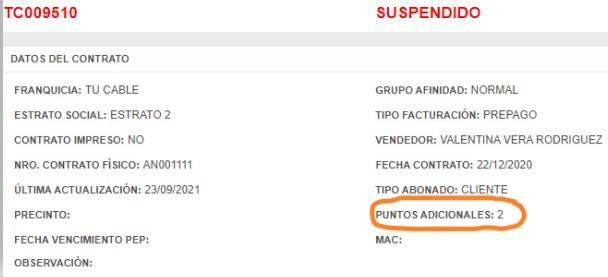 TC009510 SUSPENDIDO
DATOS DEL CONTRATO
FRANQUICIA: TU CABLE GRUPO AFINIDAD: NORMAL
ESTRATO SOCIAL: ESTRATO 2 TIPO FACTURACIÓN: PREPAGO
CONTRATO IMPRESO: NO VENDEDOR: VALENTINA VERA RODRIGUEZ
NRO. CONTRATO FÍSICO: AN001111 FECHA CONTRATO: 22/12/2020
ÚLTIMA ACTUALIZACIÓN: 23/09/2021 TIPO ABONADO: CLIENTE
PRECINTO: PUNTOS ADICIONALES: 2
FECHA VENCIMIENTO PEP: MAC:
OBSERVACIÓN: